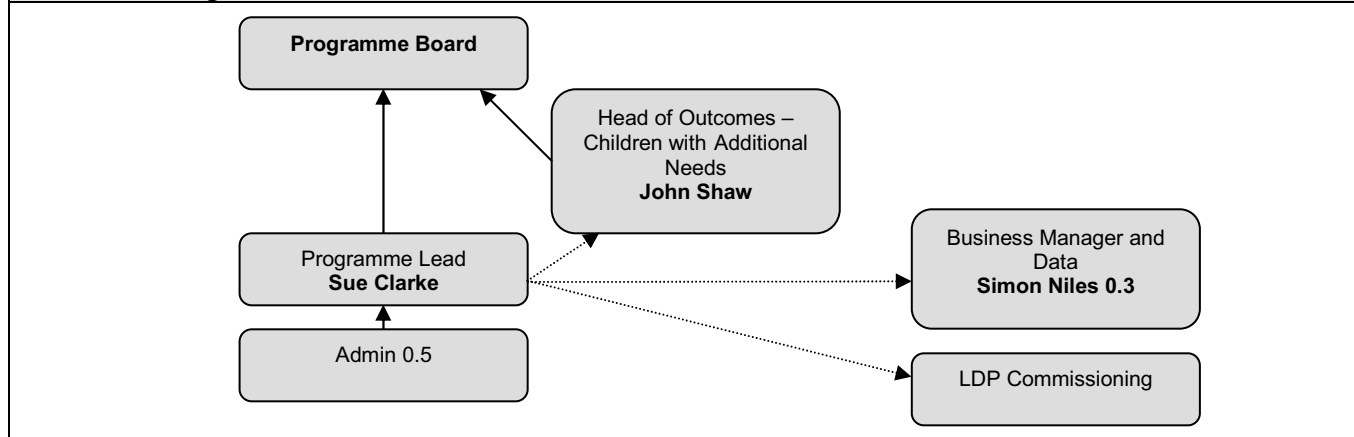 Programme Board
Head of Outcomes –
Children with Additional
Needs
John Shaw
Programme Lead
Sue Clarke
Business Manager and
Data
Simon Niles 0.3
Admin 0.5
LDP Commissioning